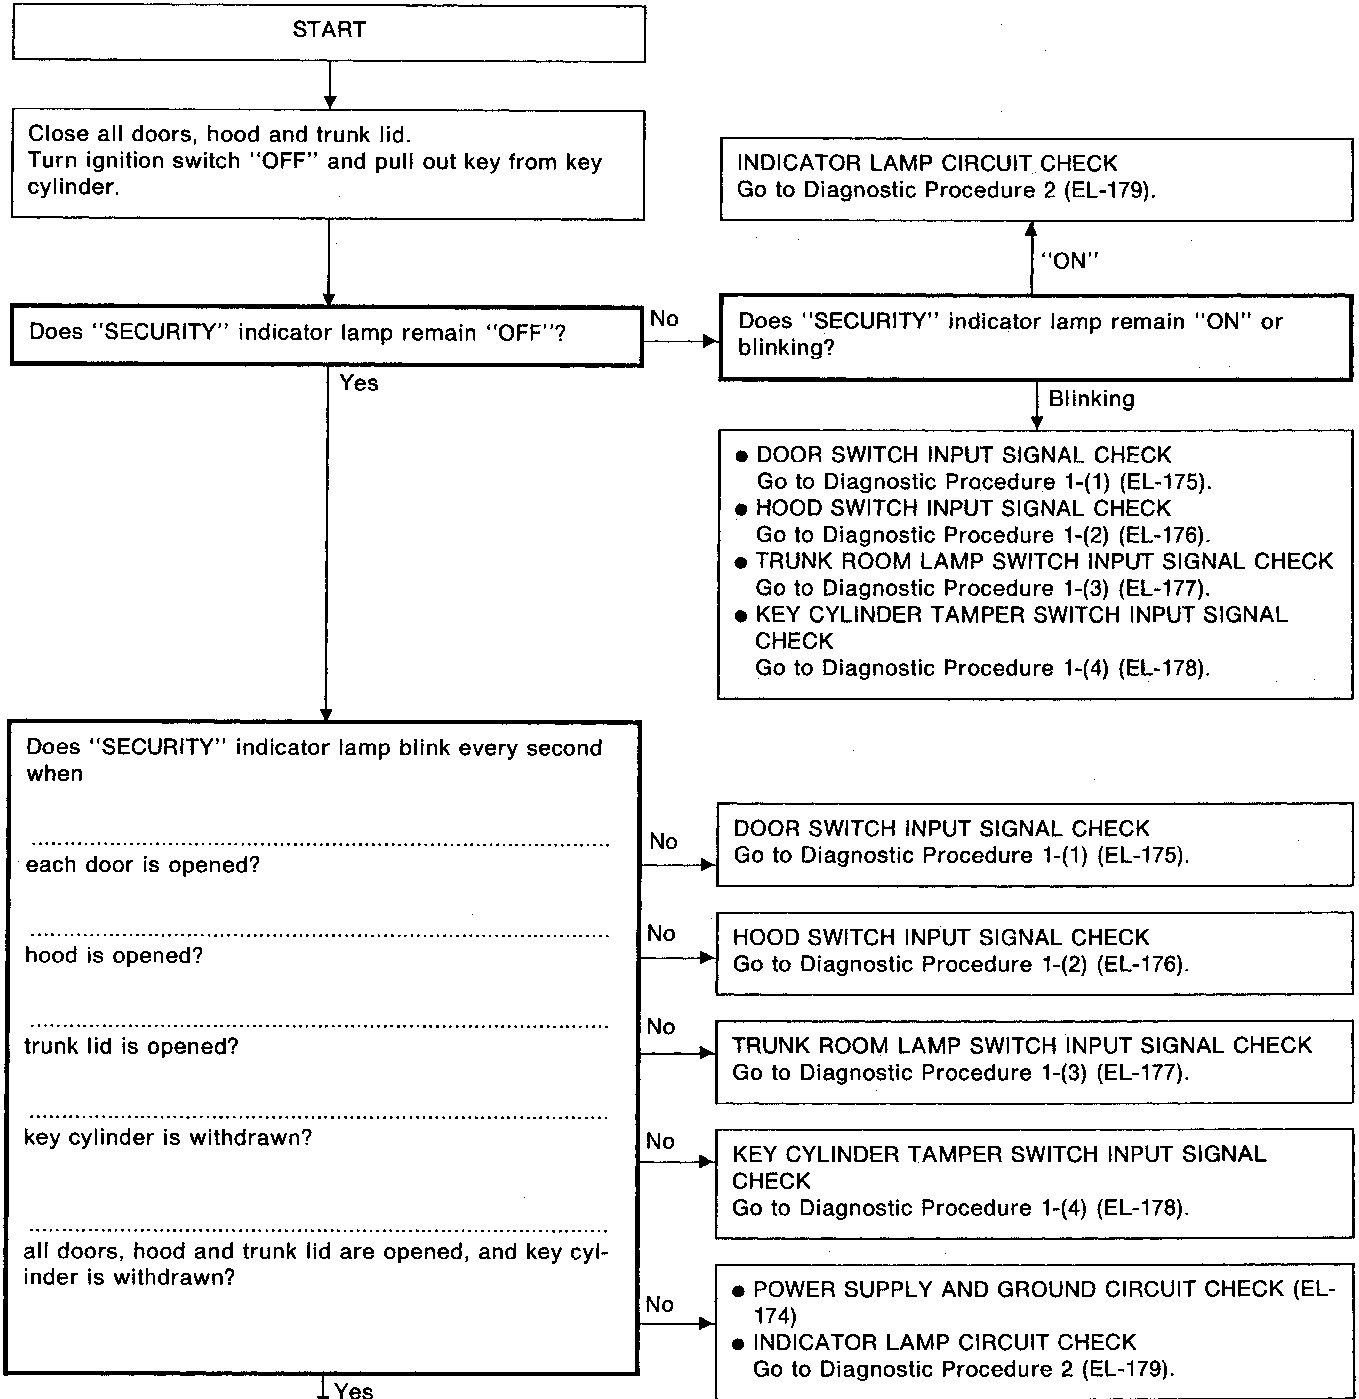 START
Close all doors, hood and trunk lid.
Turn ignition switch "OFF" and pull out key from key
cylinder.
INDICATOR LAMP CIRCUIT CHECK
Go to Diagnostic Procedure 2 (EL-179).
"ON"
Does "SECURITY" indicator lamp remain "OFF"?
No
Does "SECURITY" indicator lamp remain "ON" or
blinking?
Yes
Blinking
● DOOR SWITCH INPUT SIGNAL CHECK
Go to Diagnostic Procedure 1-(1) (EL-175).
● HOOD SWITCH INPUT SIGNAL CHECK
Go to Diagnostic Procedure 1-(2) (EL-176).
● TRUNK ROOM LAMP SWITCH INPUT SIGNAL CHECK
Go to Diagnostic Procedure 1-(3) (EL-177).
● KEY CYLINDER TAMPER SWITCH INPUT SIGNAL
CHECK
Go to Diagnostic Procedure 1-(4) (EL-178).
Does "SECURITY" indicator lamp blink every second
when
each door is opened?
No
DOOR SWITCH INPUT SIGNAL CHECK
Go to Diagnostic Procedure 1-(1) (EL-175).
hood is opened?
No
HOOD SWITCH INPUT SIGNAL CHECK
Go to Diagnostic Procedure 1-(2) (EL-176).
trunk lid is opened?
No
TRUNK ROOM LAMP SWITCH INPUT SIGNAL CHECK
Go to Diagnostic Procedure 1-(3) (EL-177).
key cylinder is withdrawn?
No
KEY CYLINDER TAMPER SWITCH INPUT SIGNAL
CHECK
Go to Diagnostic Procedure 1-(4) (EL-178).
all doors, hood and trunk lid are opened, and key cyl-
inder is withdrawn?
No
● POWER SUPPLY AND GROUND CIRCUIT CHECK (EL-
174)
● INDICATOR LAMP CIRCUIT CHECK
Go to Diagnostic Procedure 2 (EL-179).
Yes